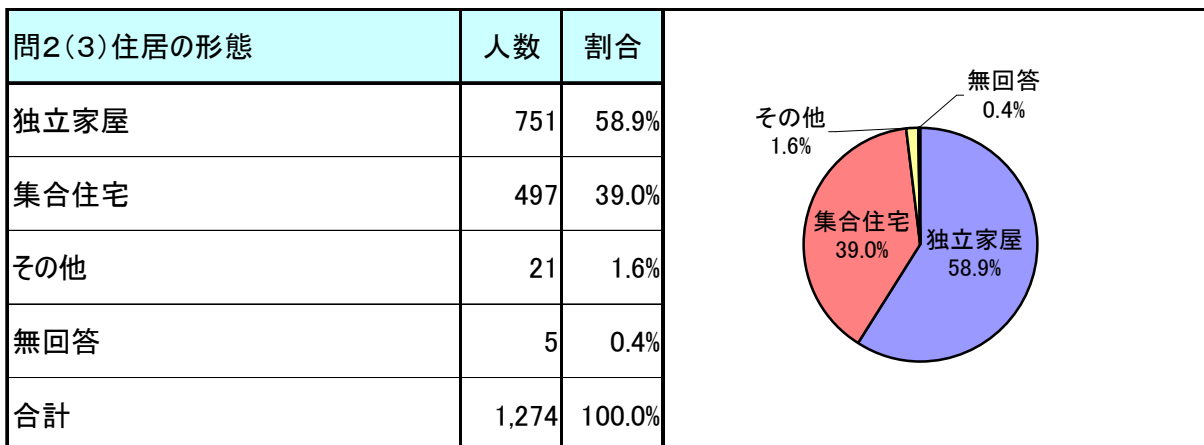 問2(3)住居の形態 人数 割合
独立家屋 751 58.9%
集合住宅 497 39.0%
その他 21 1.6%
無回答 5 0.4%
合計 1,274 100.0%
無回答
0.4%
その他
1.6%
集合住宅
39.0%
独立家屋
58.9%